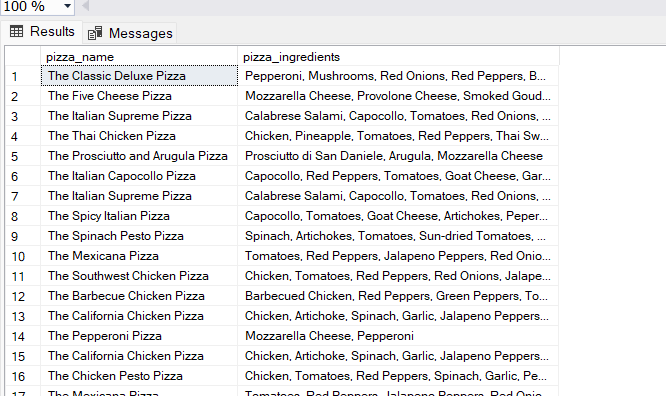 100 %
Results Messages
pizza_name pizza_ingredients
1 The Classic Deluxe Pizza Pepperoni, Mushrooms, Red Onions, Red Peppers, B...
2 The Five Cheese Pizza Mozzarella Cheese, Provolone Cheese, Smoked Goud...
3 The Italian Supreme Pizza Calabrese Salami, Capocollo, Tomatoes, Red Onions, ...
4 The Thai Chicken Pizza Chicken, Pineapple, Tomatoes, Red Peppers, Thai Sw...
5 The Prosciutto and Arugula Pizza Prosciutto di San Daniele, Arugula, Mozzarella Cheese
6 The Italian Capocollo Pizza Capocollo, Red Peppers, Tomatoes, Goat Cheese, Gar...
7 The Italian Supreme Pizza Calabrese Salami, Capocollo, Tomatoes, Red Onions, ...
8 The Spicy Italian Pizza Capocollo, Tomatoes, Goat Cheese, Artichokes, Peper...
9 The Spinach Pesto Pizza Spinach, Artichokes, Tomatoes, Sun-dried Tomatoes, ...
10 The Mexicana Pizza Tomatoes, Red Peppers, Jalapeno Peppers, Red Onio...
11 The Southwest Chicken Pizza Chicken, Tomatoes, Red Peppers, Red Onions, Jalape...
12 The Barbecue Chicken Pizza Barbecued Chicken, Red Peppers, Green Peppers, To...
13 The California Chicken Pizza Chicken, Artichoke, Spinach, Garlic, Jalapeno Peppers...
14 The Pepperoni Pizza Mozzarella Cheese, Pepperoni
15 The California Chicken Pizza Chicken, Artichoke, Spinach, Garlic, Jalapeno Peppers...
16 The Chicken Pesto Pizza Chicken, Tomatoes, Red Peppers, Spinach, Garlic, Pe...
17 The Mexicana Pizza Tomatoes, Red Peppers, Jalapeno Peppers, Red Onio...